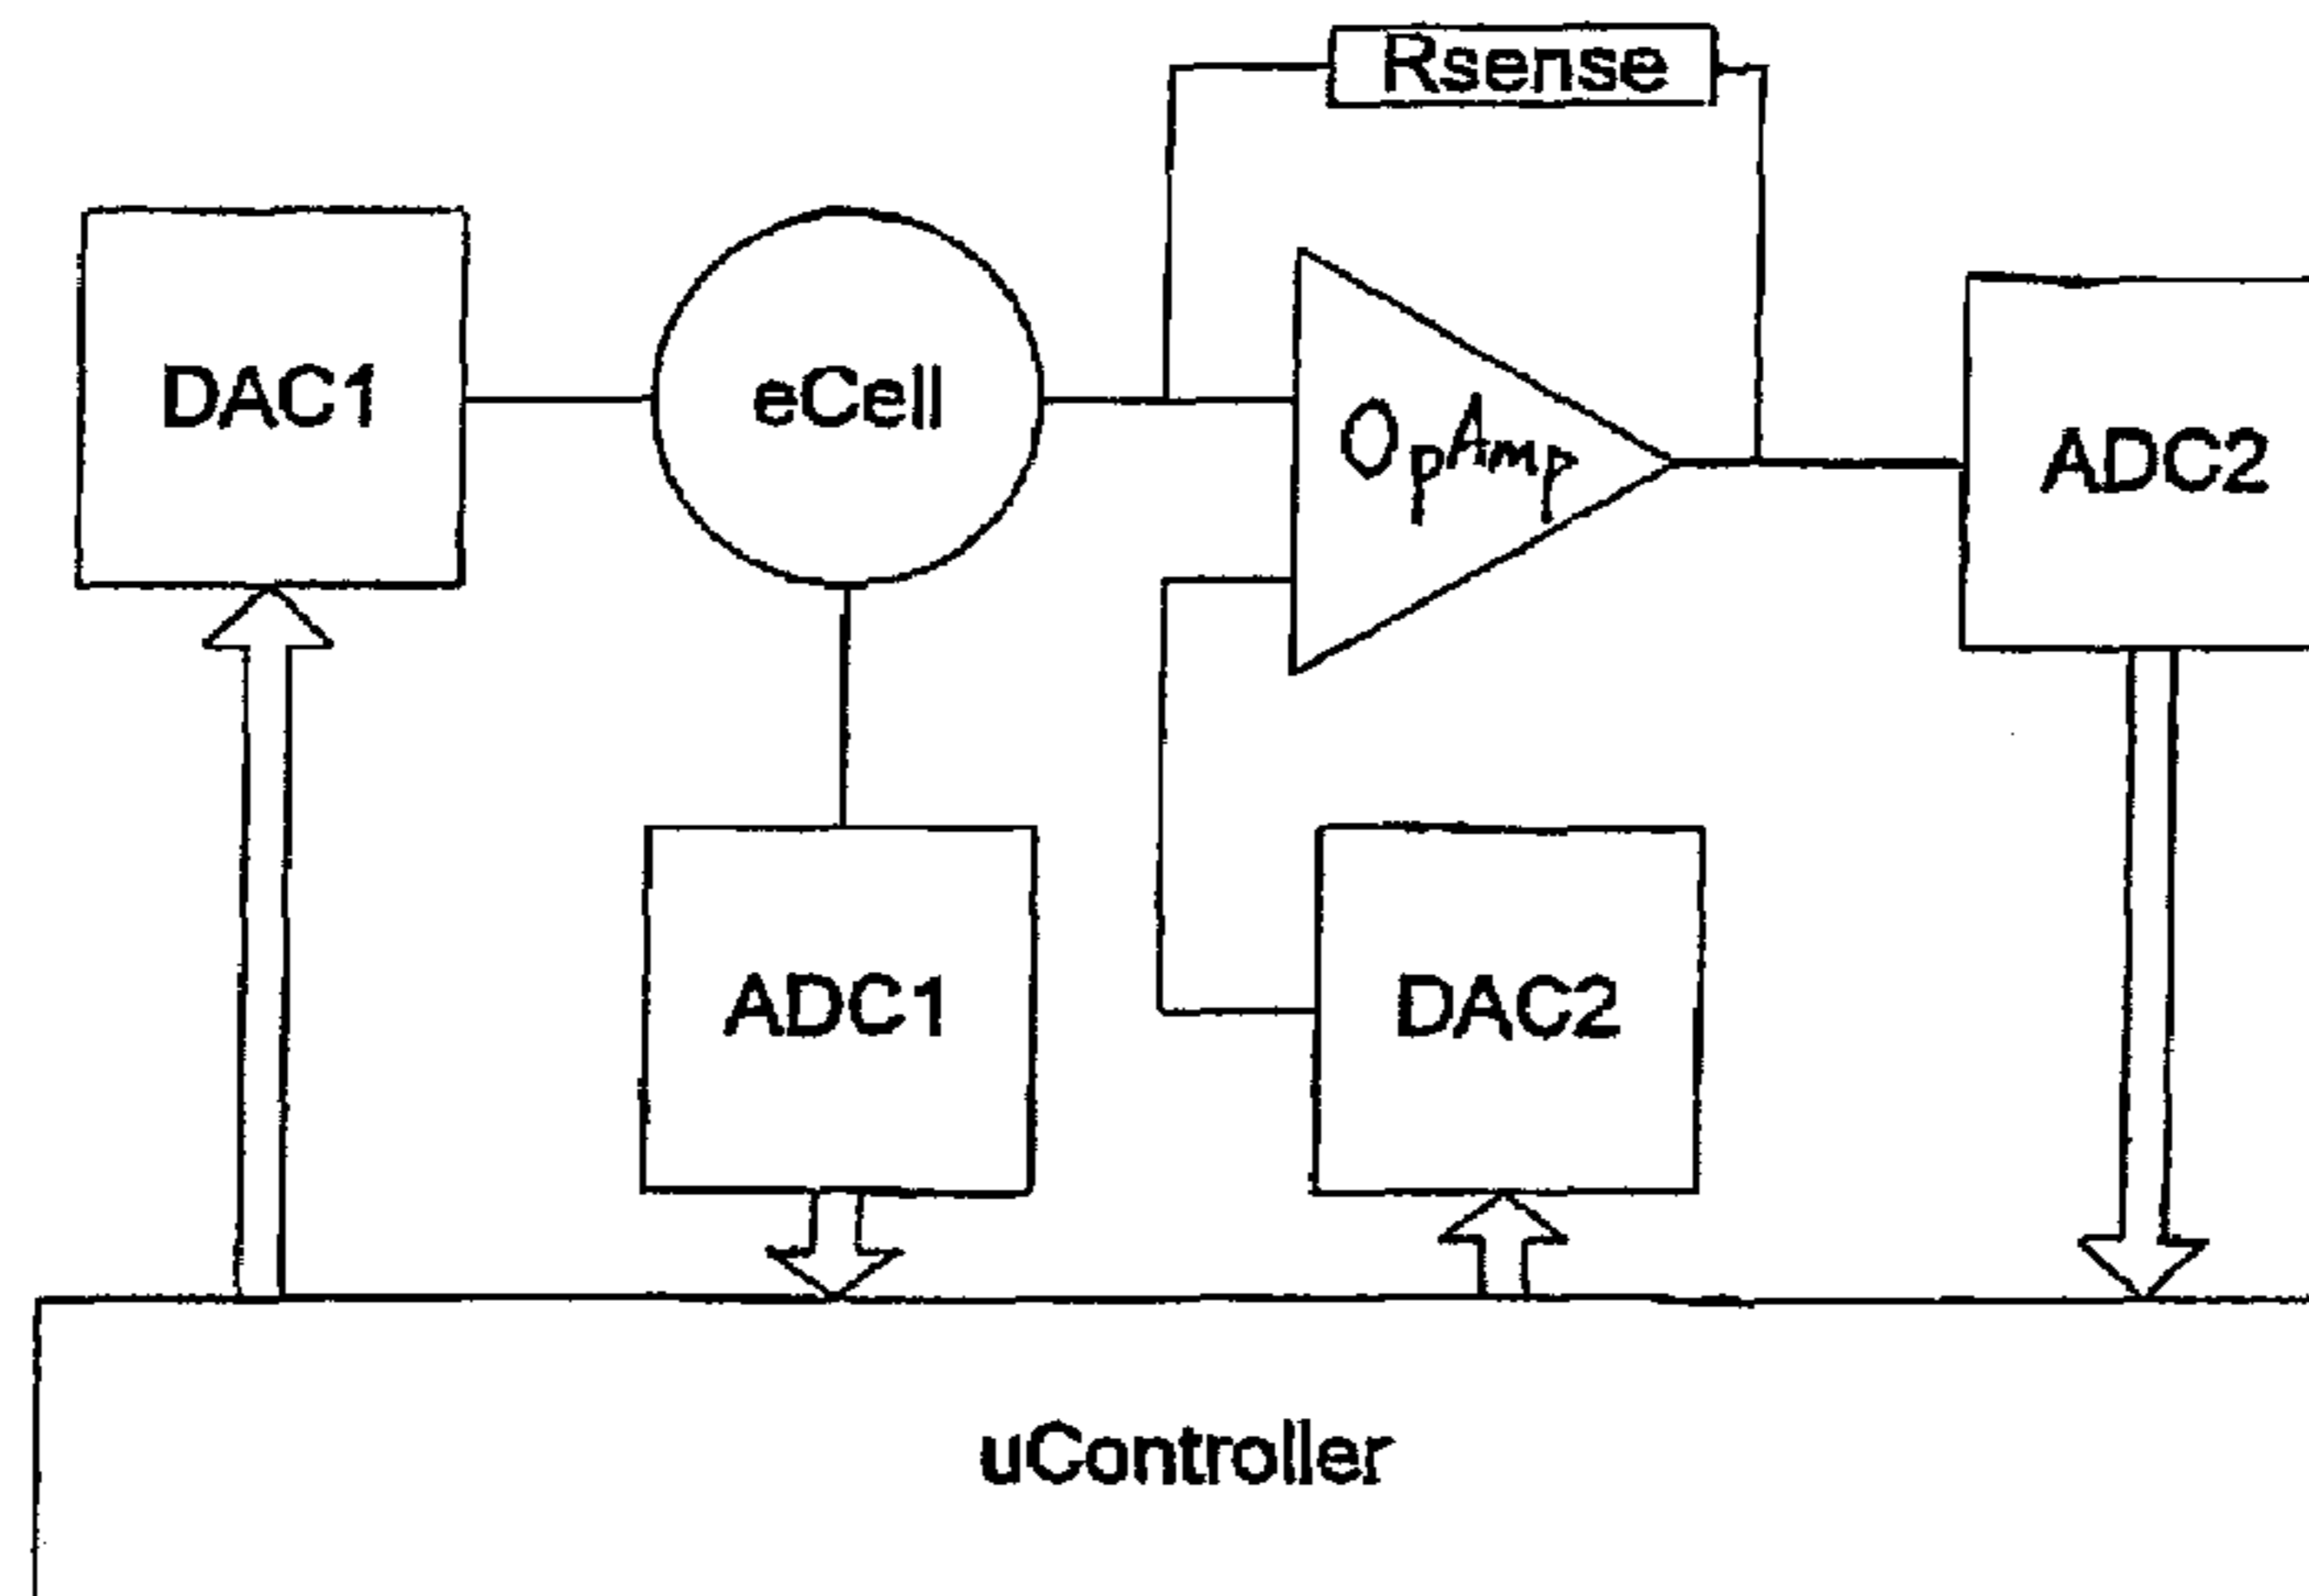 Rsense
DAC1
eCell
OpAmp
ADC2
ADC1
DAC2
uController